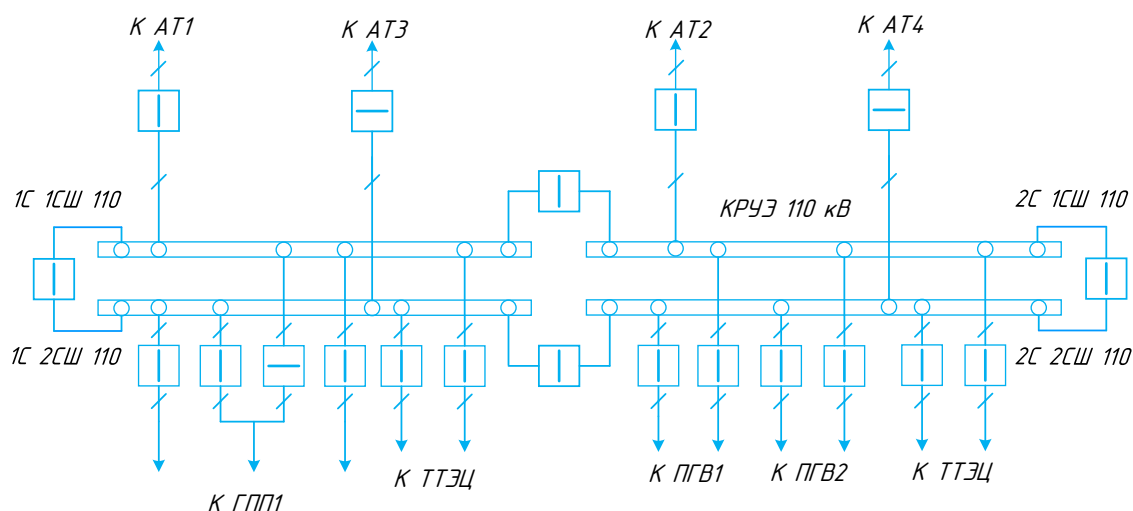 К АТ1
К АТ3
К АТ2
К АТ4
1С 1СШ 110
КРУЭ 110 кВ
2С 1СШ 110
1С 2СШ 110
2С 2СШ 110
К ТТЭЦ
К ПГВ1
К ПГВ2
К ТТЭЦ
К ГПП1